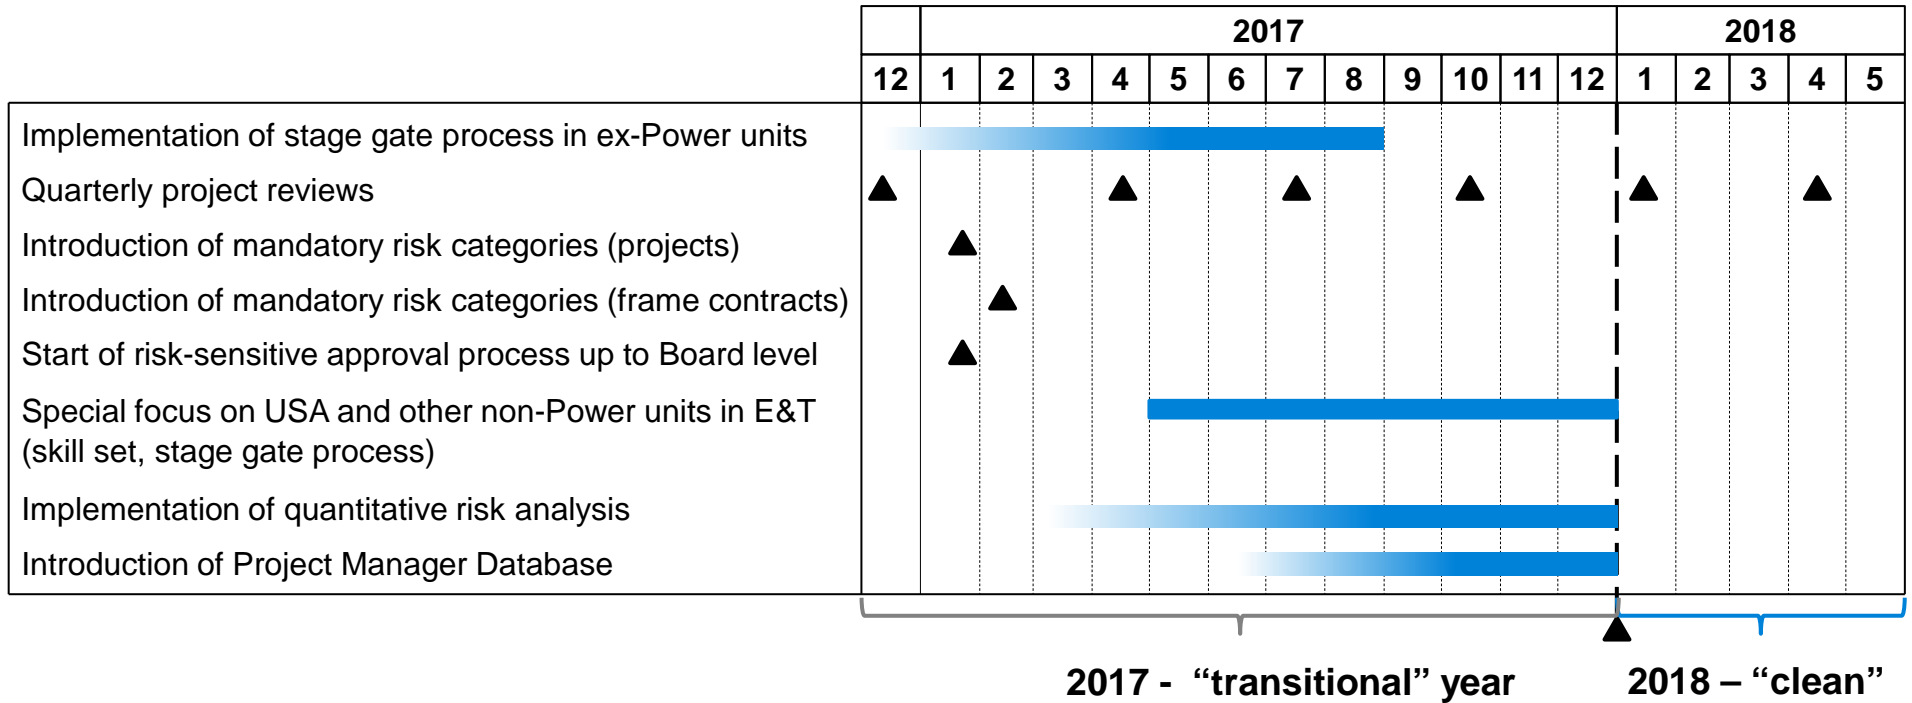 2017 2018
12 1 2 3 4 5 6 7 8 9 10 11 12 1 2 3 4 5
Implementation of stage gate process in ex-Power units
Quarterly project reviews
Introduction of mandatory risk categories (projects)
Introduction of mandatory risk categories (frame contracts)
Start of risk-sensitive approval process up to Board level
Special focus on USA and other non-Power units in E&T
(skill set, stage gate process)
Implementation of quantitative risk analysis
Introduction of Project Manager Database
2017 - “transitional” year 2018 – “clean”